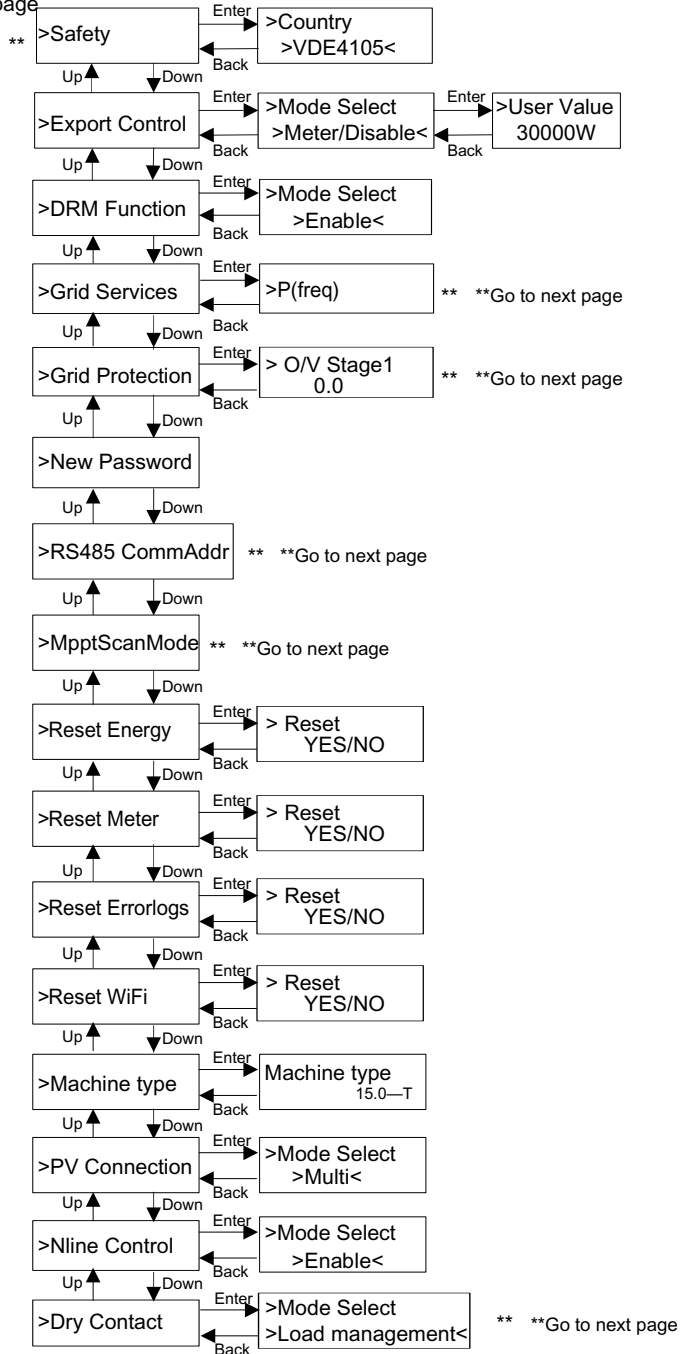 page
**
>Safety
Enter
Back
>Country
>VDE4105<
Up
Down
>Export Control
Enter
Back
>Mode Select
>Meter/Disable<
Enter
Back
>User Value
30000W
Up
Down
>DRM Function
Enter
Back
>Mode Select
>Enable<
Up
Down
>Grid Services
Enter
Back
>P(freq)
** **Go to next page
Up
Down
>Grid Protection
Enter
Back
> O/V Stage1
0.0
** **Go to next page
Up
Down
>New Password
Up
Down
>RS485 CommAddr
** **Go to next page
Up
Down
>MpptScanMode
** **Go to next page
Up
Down
>Reset Energy
Enter
Back
> Reset
YES/NO
Up
Down
>Reset Meter
Enter
Back
> Reset
YES/NO
Up
Down
>Reset Errorlogs
Enter
Back
> Reset
YES/NO
Up
Down
>Reset WiFi
Enter
Back
> Reset
YES/NO
Up
Down
>Machine type
Enter
Back
Machine type
15.0—T
Up
Down
>PV Connection
Enter
Back
>Mode Select
>Multi<
Up
Down
>Nline Control
Enter
Back
>Mode Select
>Enable<
Up
Down
>Dry Contact
Enter
Back
>Mode Select
>Load management<
** **Go to next page